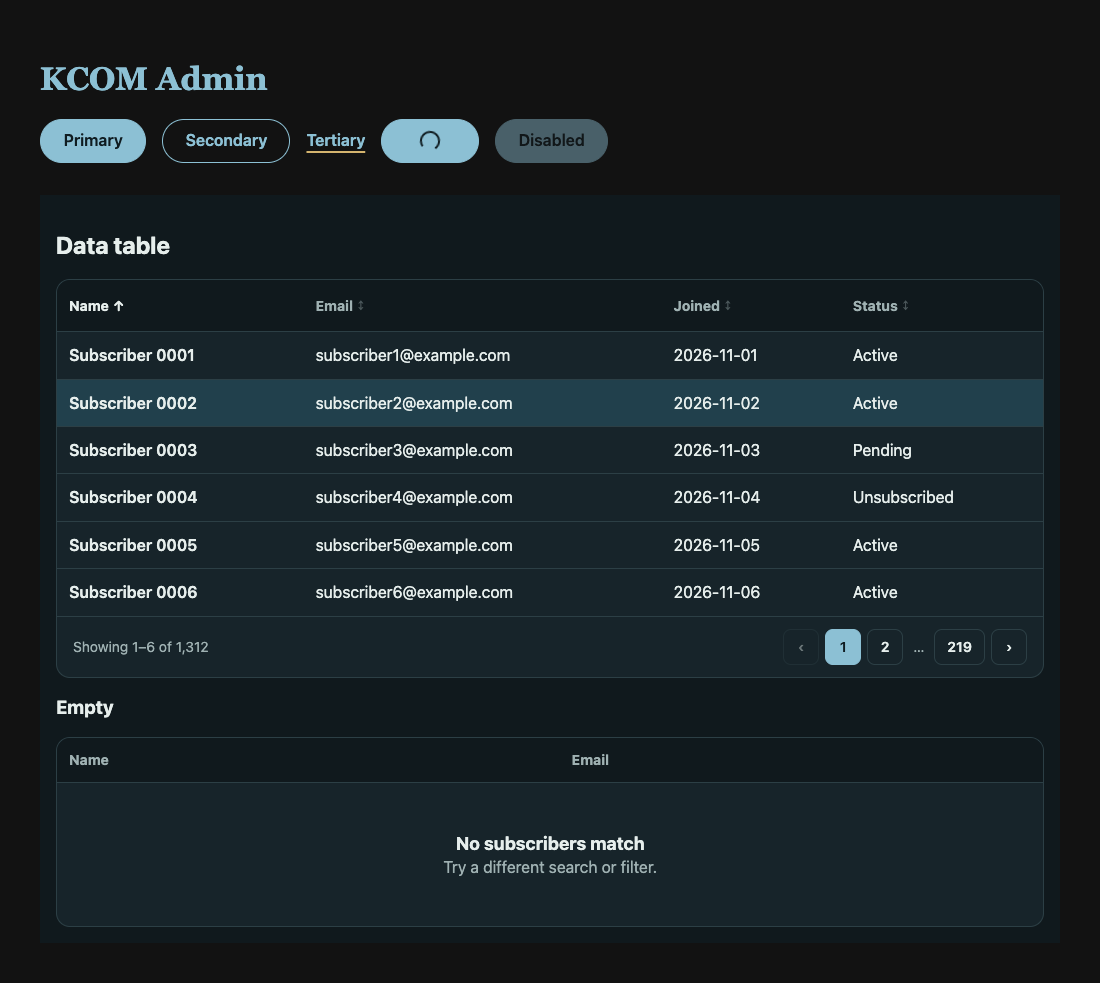 KCOM Admin
Primary Secondary Tertiary Disabled
Data table
Name ↑ Email ↕ Joined ↕ Status ↕
Subscriber 0001 subscriber1@example.com 2026-11-01 Active
Subscriber 0002 subscriber2@example.com 2026-11-02 Active
Subscriber 0003 subscriber3@example.com 2026-11-03 Pending
Subscriber 0004 subscriber4@example.com 2026-11-04 Unsubscribed
Subscriber 0005 subscriber5@example.com 2026-11-05 Active
Subscriber 0006 subscriber6@example.com 2026-11-06 Active
Showing 1–6 of 1,312 ‹ 1 2 … 219 ›
Empty
Name Email
No subscribers match
Try a different search or filter.